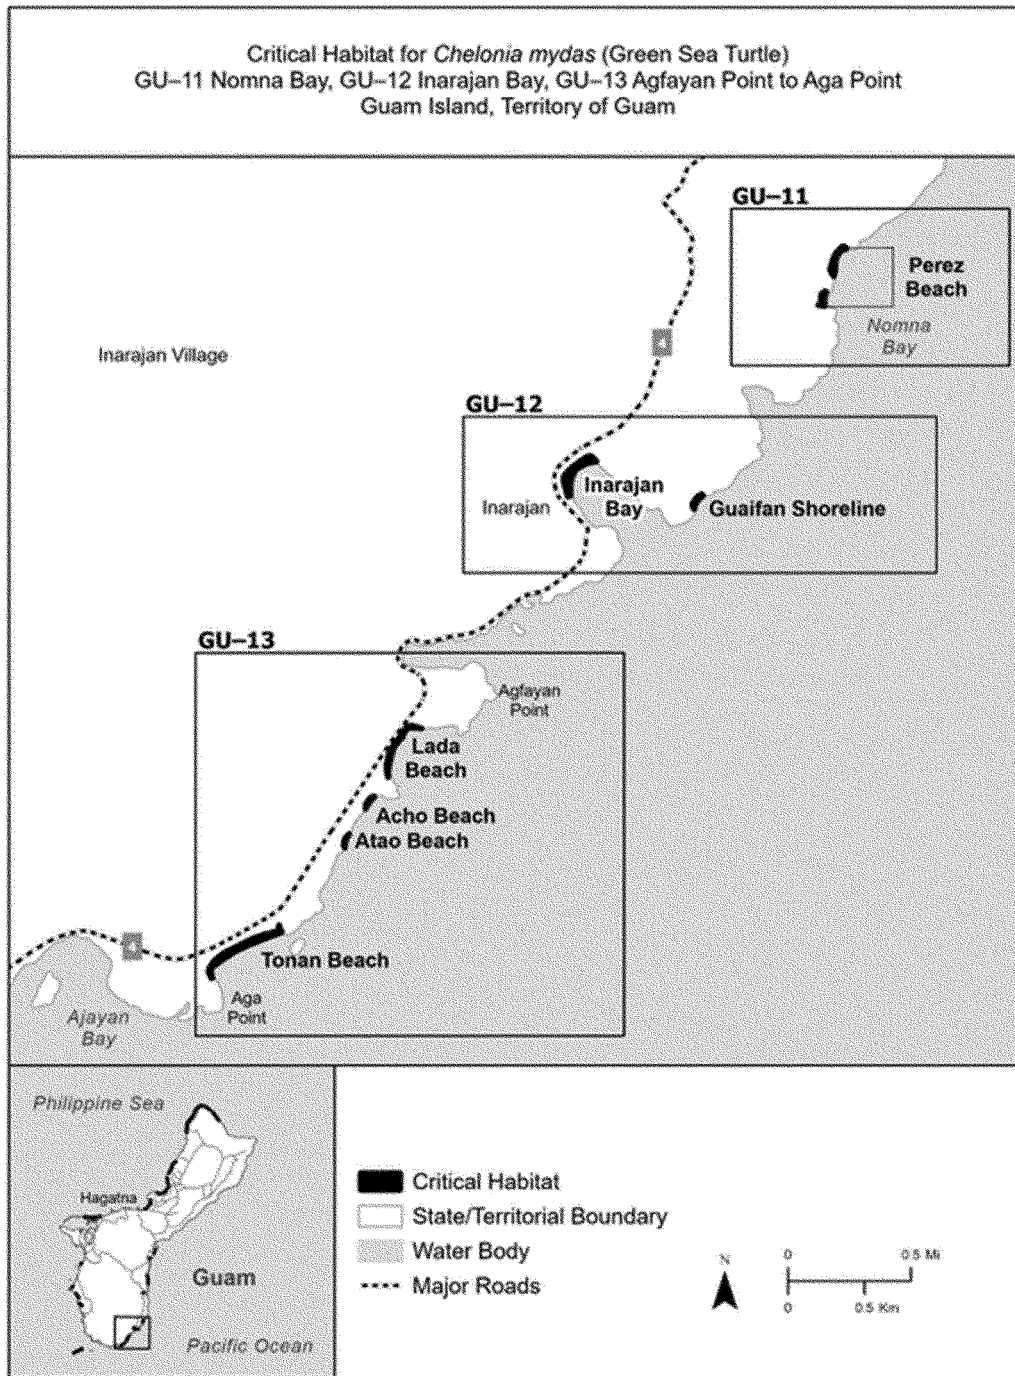 Critical Habitat for Chelonia mydas (Green Sea Turtle)
GU–11 Nomna Bay, GU–12 Inarajan Bay, GU–13 Agfayan Point to Aga Point
Guam Island, Territory of Guam
GU–11
Perez
Beach
Nomna
Bay
4
Inarajan Village
GU–12
Inarajan
Bay
Inarajan
Guaifan Shoreline
GU–13
Agfayan
Point
Lada
Beach
Acho Beach
Atao Beach
4
Tonan Beach
Aga
Point
Ajayan
Bay
Philippine Sea
Hagatna
Guam
Pacific Ocean
Critical Habitat
State/Territorial Boundary
Water Body
Major Roads
N
0 0.5 Mi
0 0.5 Km